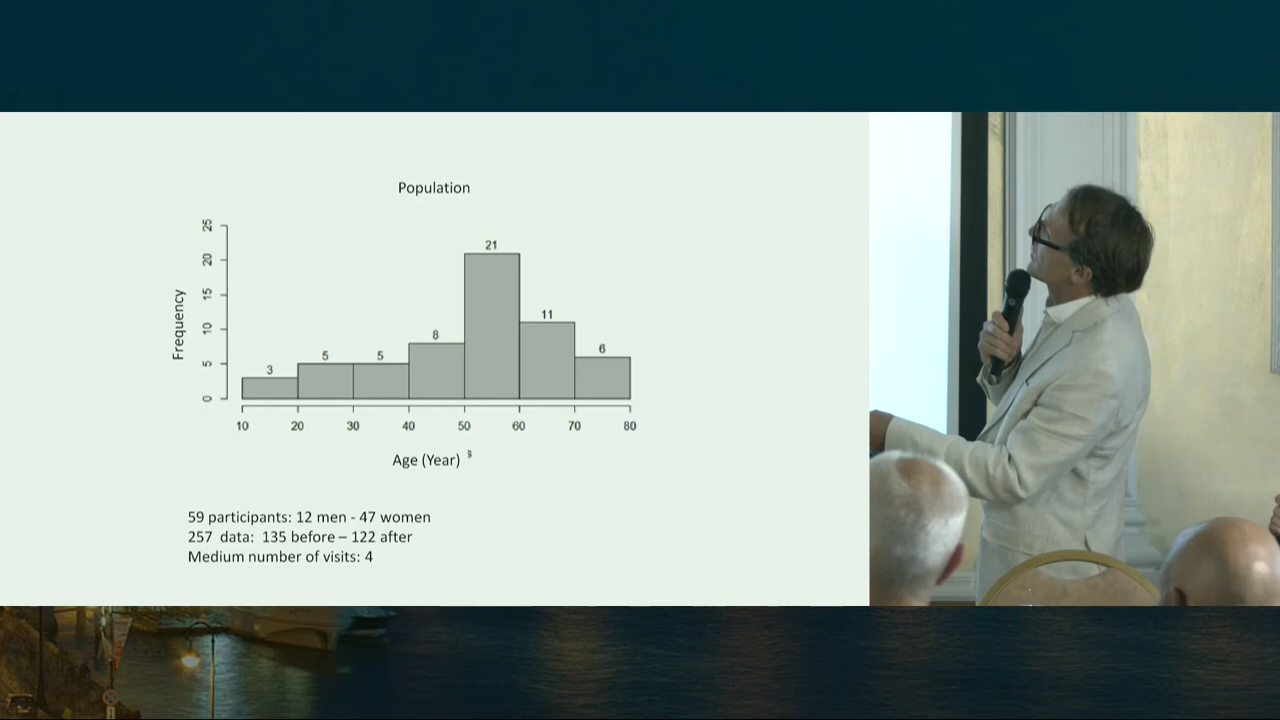 Population
Frequency
25
20
15
10
5
0
3
5
5
8
21
11
6
10 20 30 40 50 60 70 80
Age (Year) §
59 participants: 12 men - 47 women
257 data: 135 before – 122 after
Medium number of visits: 4